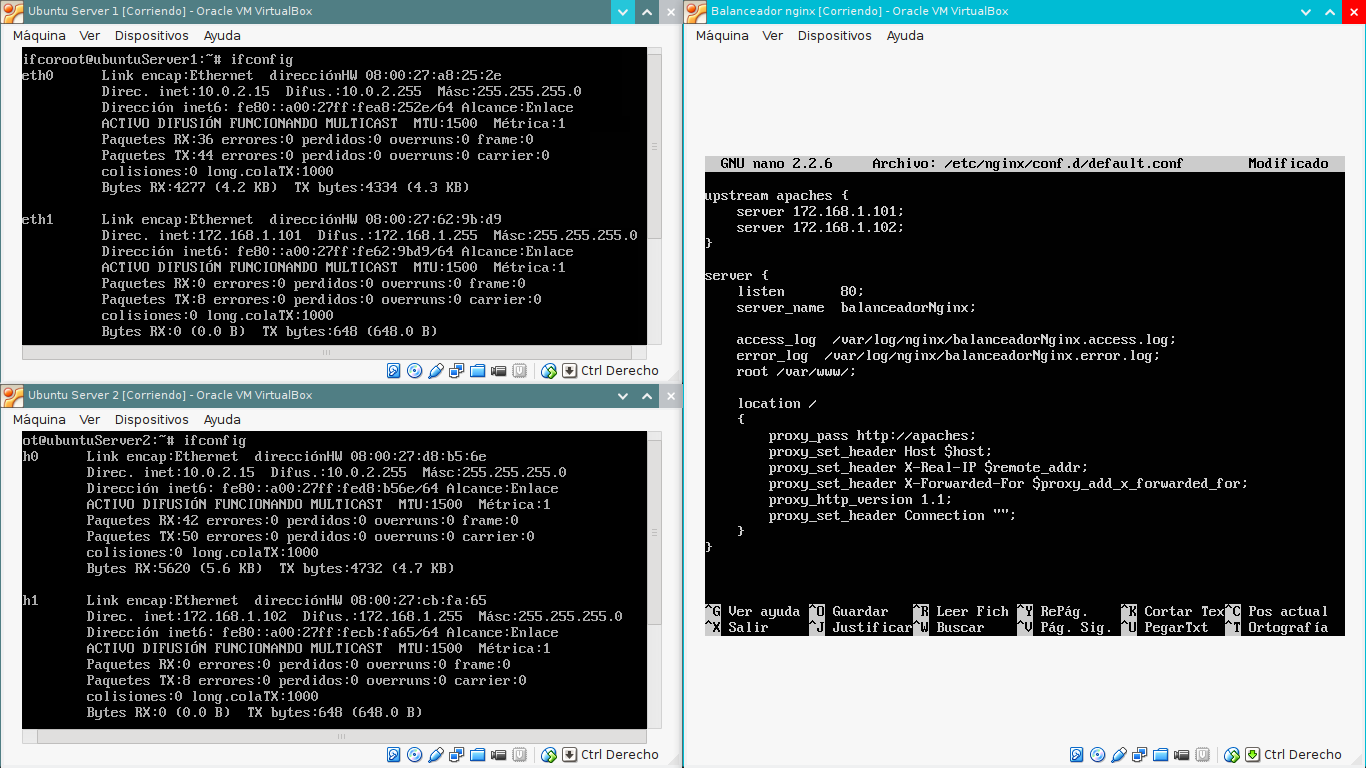 Ubuntu Server 1 [Corriendo] - Oracle VM VirtualBox
Máquina Ver Dispositivos Ayuda
ifcoroot@ubuntuServer1:~# ifconfig
eth0 Link encap:Ethernet direcciónHW 08:00:27:a8:25:2e
Direc. inet:10.0.2.15 Difus.:10.0.2.255 Másc:255.255.255.0
Dirección inet6: fe80::a00:27ff:fea8:252e/64 Alcance:Enlace
ACTIVO DIFUSIÓN FUNCIONANDO MULTICAST MTU:1500 Métrica:1
Paquetes RX:36 errores:0 perdidos:0 overruns:0 frame:0
Paquetes TX:44 errores:0 perdidos:0 overruns:0 carrier:0
colisiones:0 long.colaTX:1000
Bytes RX:4277 (4.2 KB) TX bytes:4334 (4.3 KB)
eth1 Link encap:Ethernet direcciónHW 08:00:27:62:9b:d9
Direc. inet:172.168.1.101 Difus.:172.168.1.255 Másc:255.255.255.0
Dirección inet6: fe80::a00:27ff:fe62:9bd9/64 Alcance:Enlace
ACTIVO DIFUSIÓN FUNCIONANDO MULTICAST MTU:1500 Métrica:1
Paquetes RX:0 errores:0 perdidos:0 overruns:0 frame:0
Paquetes TX:8 errores:0 perdidos:0 overruns:0 carrier:0
colisiones:0 long.colaTX:1000
Bytes RX:0 (0.0 B) TX bytes:648 (648.0 B)
Ctrl Derecho
Ubuntu Server 2 [Corriendo] - Oracle VM VirtualBox
Máquina Ver Dispositivos Ayuda
ot@ubuntuServer2:~# ifconfig
h0 Link encap:Ethernet direcciónHW 08:00:27:d8:b5:6e
Direc. inet:10.0.2.15 Difus.:10.0.2.255 Másc:255.255.255.0
Dirección inet6: fe80::a00:27ff:fed8:b56e/64 Alcance:Enlace
ACTIVO DIFUSIÓN FUNCIONANDO MULTICAST MTU:1500 Métrica:1
Paquetes RX:42 errores:0 perdidos:0 overruns:0 frame:0
Paquetes TX:50 errores:0 perdidos:0 overruns:0 carrier:0
colisiones:0 long.colaTX:1000
Bytes RX:5620 (5.6 KB) TX bytes:4732 (4.7 KB)
h1 Link encap:Ethernet direcciónHW 08:00:27:cb:fa:65
Direc. inet:172.168.1.102 Difus.:172.168.1.255 Másc:255.255.255.0
Dirección inet6: fe80::a00:27ff:fecb:fa65/64 Alcance:Enlace
ACTIVO DIFUSIÓN FUNCIONANDO MULTICAST MTU:1500 Métrica:1
Paquetes RX:0 errores:0 perdidos:0 overruns:0 frame:0
Paquetes TX:8 errores:0 perdidos:0 overruns:0 carrier:0
colisiones:0 long.colaTX:1000
Bytes RX:0 (0.0 B) TX bytes:648 (648.0 B)
Ctrl Derecho
Balanceador nginx [Corriendo] - Oracle VM VirtualBox
Máquina Ver Dispositivos Ayuda
GNU nano 2.2.6 Archivo: /etc/nginx/conf.d/default.conf Modificado
upstream apaches {
server 172.168.1.101;
server 172.168.1.102;
}
server {
listen 80;
server_name balanceadorNginx;
access_log /var/log/nginx/balanceadorNginx.access.log;
error_log /var/log/nginx/balanceadorNginx.error.log;
root /var/www/;
location /
{
proxy_pass http://apaches;
proxy_set_header Host $host;
proxy_set_header X-Real-IP $remote_addr;
proxy_set_header X-Forwarded-For $proxy_add_x_forwarded_for;
proxy_http_version 1.1;
proxy_set_header Connection "";
}
}
^G Ver ayuda ^O Guardar ^R Leer Fich ^Y RePág. ^K Cortar Tex ^C Pos actual
^X Salir ^J Justificar ^W Buscar ^V Pág. Sig. ^U PegarTxt ^T Ortografía
Ctrl Derecho